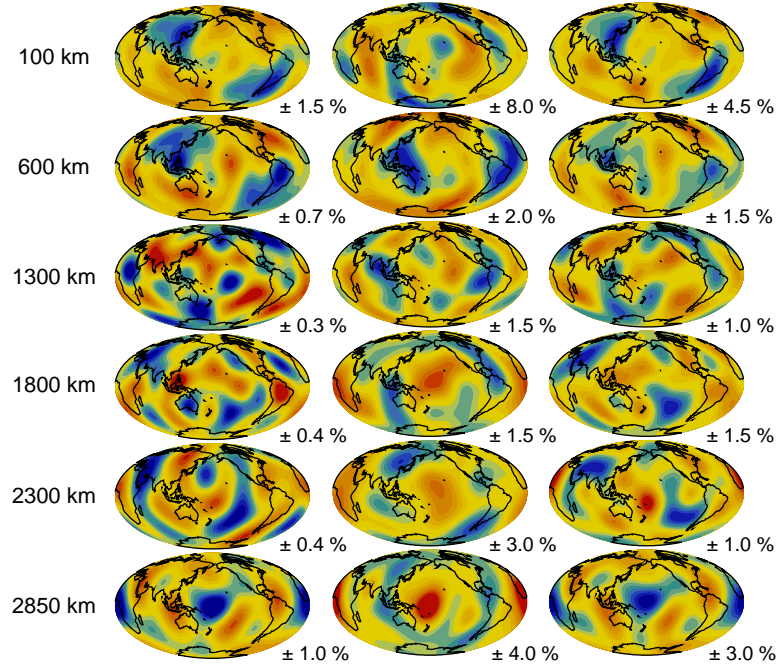 100 km
± 1.5 %
± 8.0 %
± 4.5 %
600 km
± 0.7 %
± 2.0 %
± 1.5 %
1300 km
± 0.3 %
± 1.5 %
± 1.0 %
1800 km
± 0.4 %
± 1.5 %
± 1.5 %
2300 km
± 0.4 %
± 3.0 %
± 1.0 %
2850 km
± 1.0 %
± 4.0 %
± 3.0 %